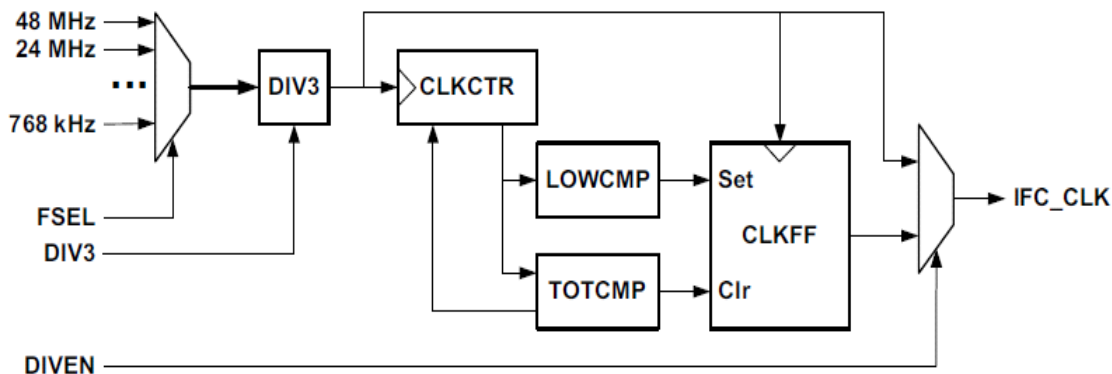 48 MHz
24 MHz
...
768 kHz
FSEL
DIV3
DIVEN
DIV3
CLKCTR
LOWCMP
TOTCMP
Set
CLKFF
Clr
IFC_CLK